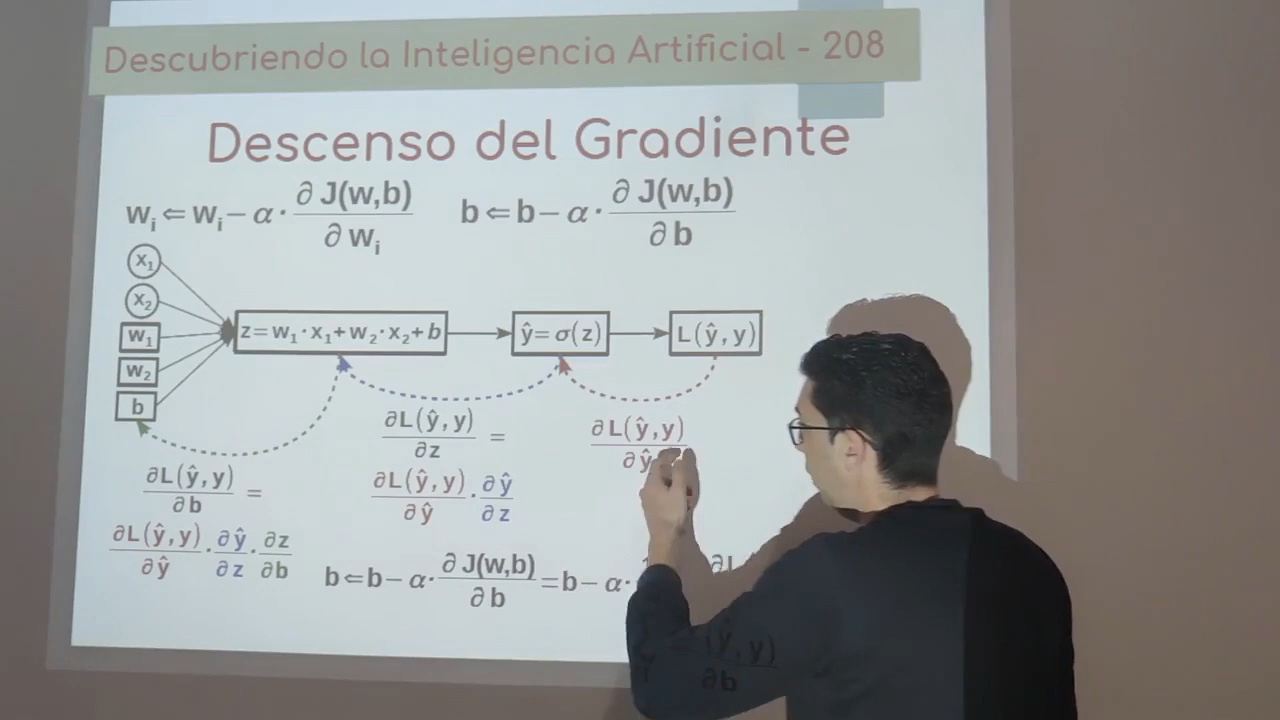 Descubriendo la Inteligencia Artificial - 208
Descenso del Gradiente
wᵢ ⇐ wᵢ − α · ∂ J(w,b) / ∂ wᵢ
b ⇐ b − α · ∂ J(w,b) / ∂ b
x₁
x₂
w₁
w₂
b
z = w₁·x₁ + w₂·x₂ + b
ŷ = σ(z)
L(ŷ, y)
∂L(ŷ, y) / ∂ŷ
∂L(ŷ, y) / ∂z =
∂L(ŷ, y) / ∂ŷ · ∂ŷ / ∂z
∂L(ŷ, y) / ∂b =
∂L(ŷ, y) / ∂ŷ · ∂ŷ / ∂z · ∂z / ∂b
b ⇐ b − α · ∂ J(w,b) / ∂ b = b − α ·
∂L
(ŷ, y) / ∂b